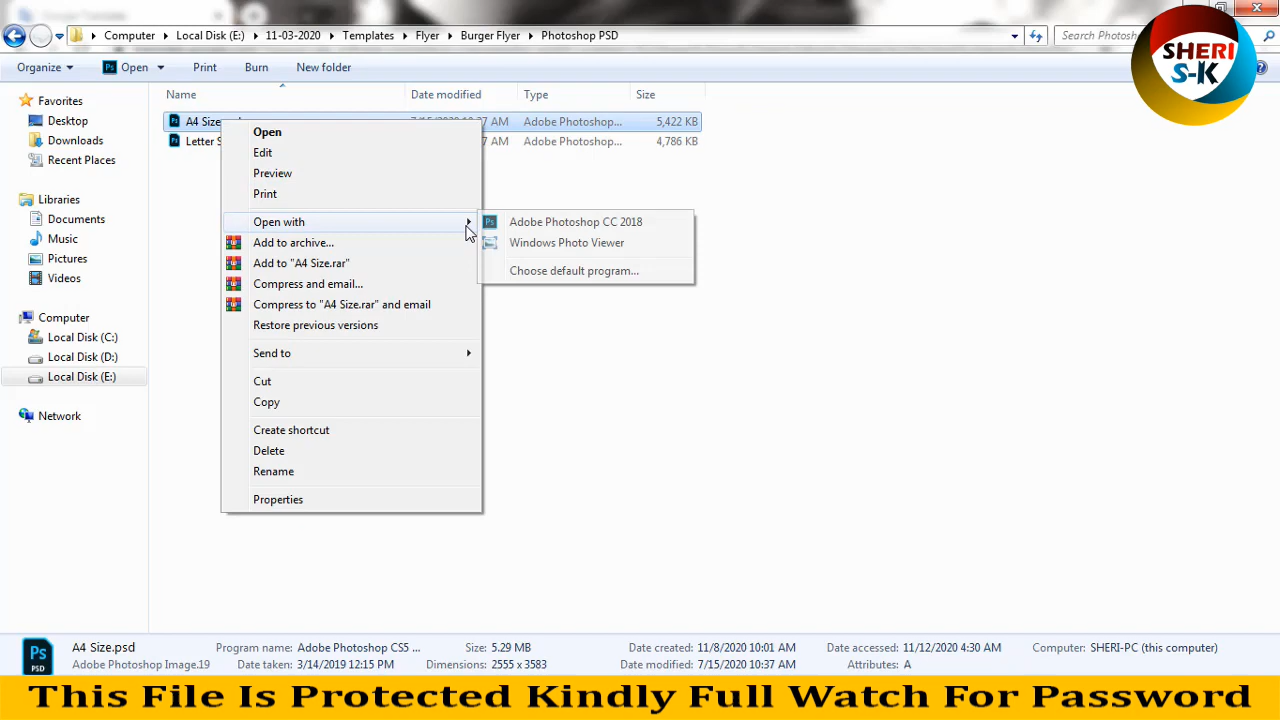 Computer Local Disk (E:) 11-03-2020 Templates Flyer Burger Flyer Photoshop PSD
SHERI
S-K
Organize Open Print Burn New folder
Name Date modified Type Size
Favorites
Desktop
Downloads
Recent Places
Libraries
Documents
Music
Pictures
Videos
Computer
Local Disk (C:)
Local Disk (D:)
Local Disk (E:)
Network
A4 Size AM Adobe Photoshop... 5,422 KB
Letter AM Adobe Photoshop... 4,786 KB
Open
Edit
Preview
Print
Open with
Add to archive...
Add to "A4 Size.rar"
Compress and email...
Compress to "A4 Size.rar" and email
Restore previous versions
Send to
Cut
Copy
Create shortcut
Delete
Rename
Properties
Adobe Photoshop CC 2018
Windows Photo Viewer
Choose default program...
Ps
PSD
A4 Size.psd Program name: Adobe Photoshop CS5 ... Size: 5.29 MB Date created: 11/8/2020 10:01 AM Date accessed: 11/12/2020 4:30 AM Computer: SHERI-PC (this computer)
Adobe Photoshop Image.19 Date taken: 3/14/2019 12:15 PM Dimensions: 2555 x 3583 Date modified: 7/15/2020 10:37 AM Attributes: A
This File Is Protected Kindly Full Watch For Password